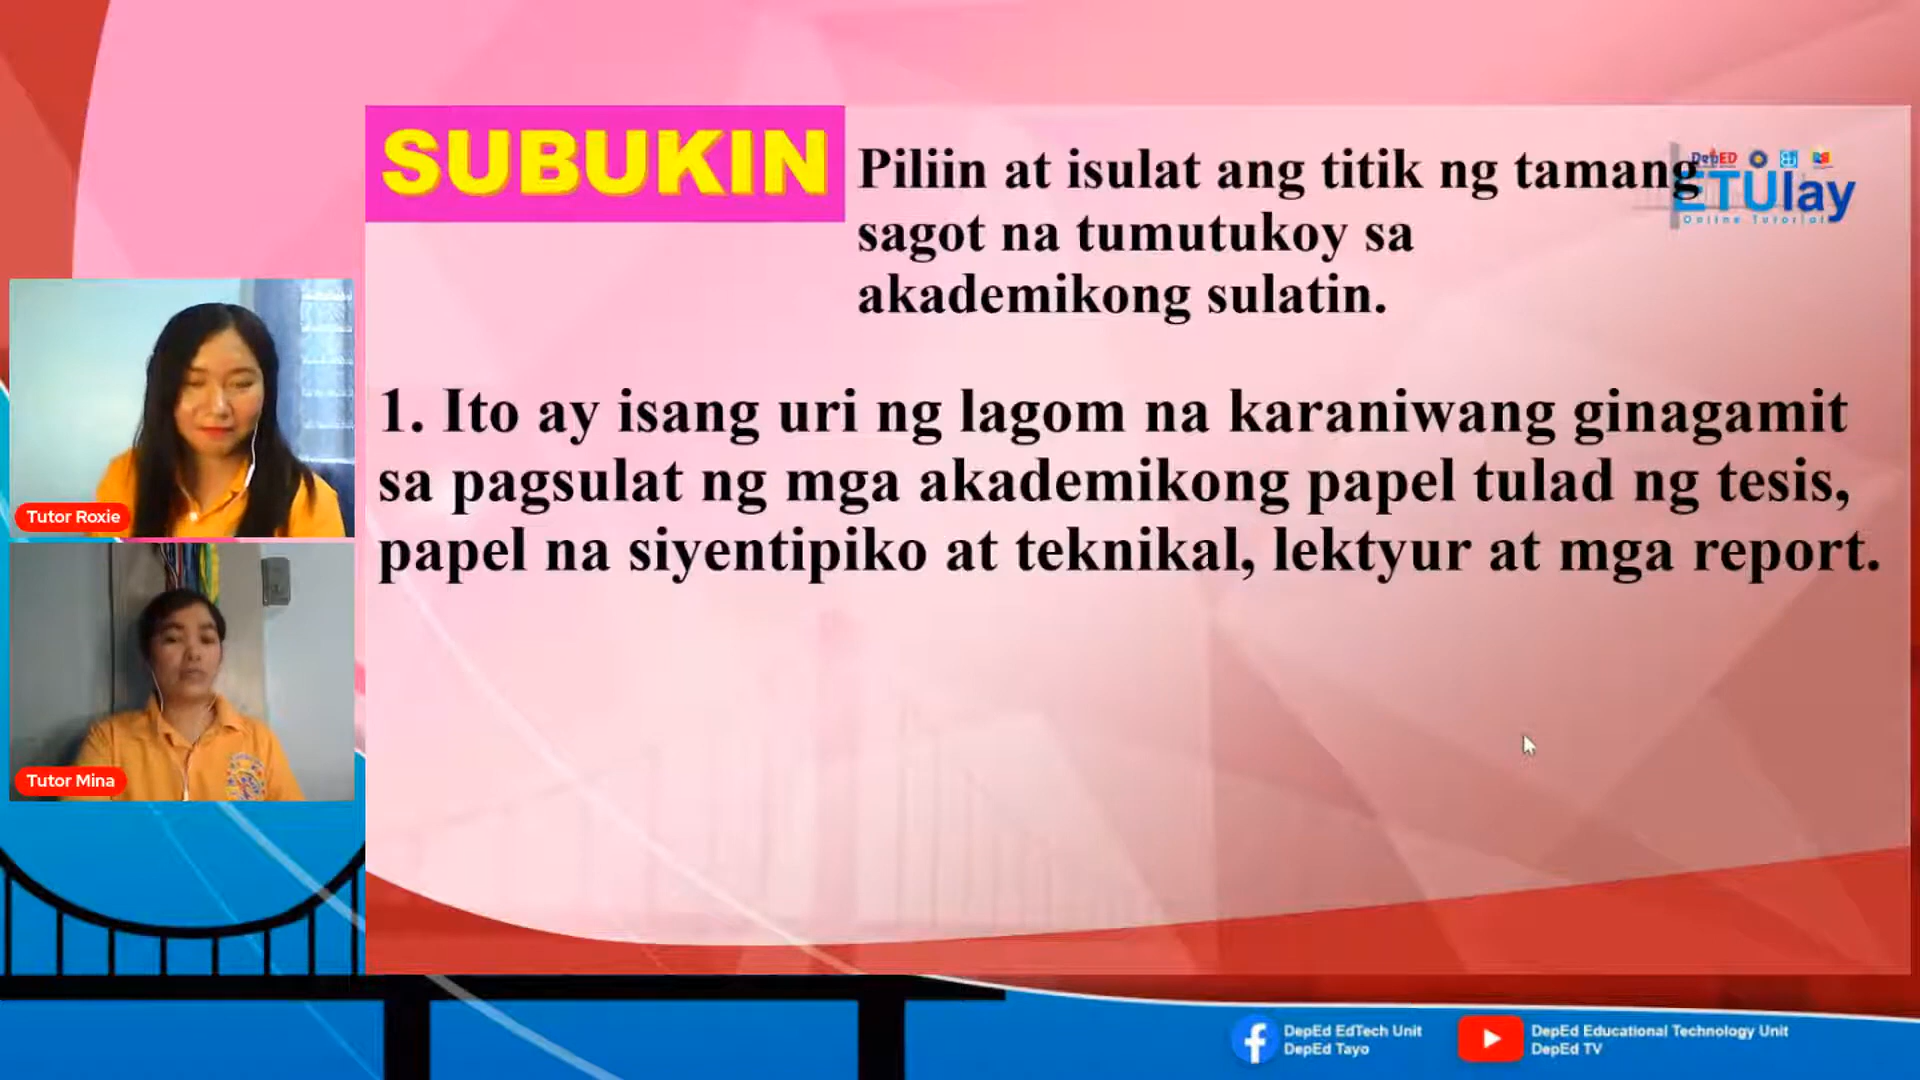 SUBUKIN
Piliin at isulat ang titik ng tamang
sagot na tumutukoy sa
akademikong sulatin.
DepED
ETUlay
Online Tutorial
1. Ito ay isang uri ng lagom na karaniwang ginagamit
sa pagsulat ng mga akademikong papel tulad ng tesis,
papel na siyentipiko at teknikal, lektyur at mga report.
Tutor Roxie
Tutor Mina
DepEd EdTech Unit
DepEd Tayo
DepEd Educational Technology Unit
DepEd TV